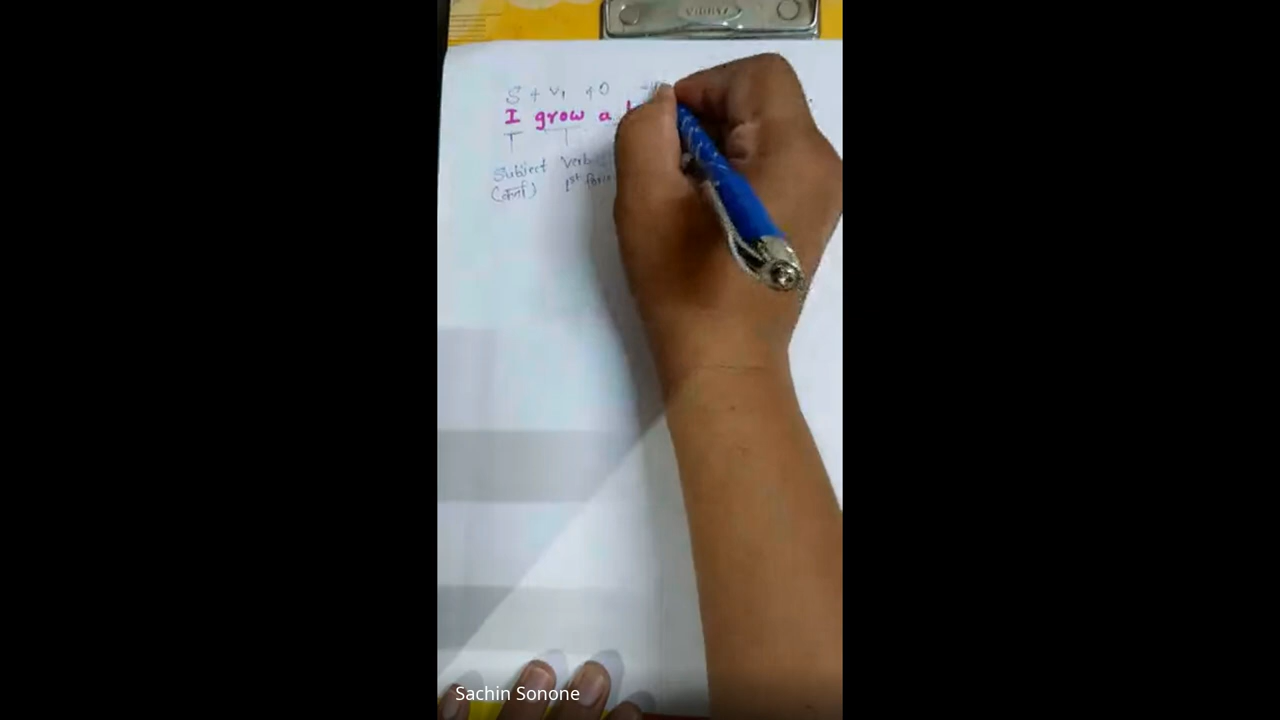 S + V1 + O
I grow a
Subject Verb
(कर्ता) 1st form
Sachin Sonone